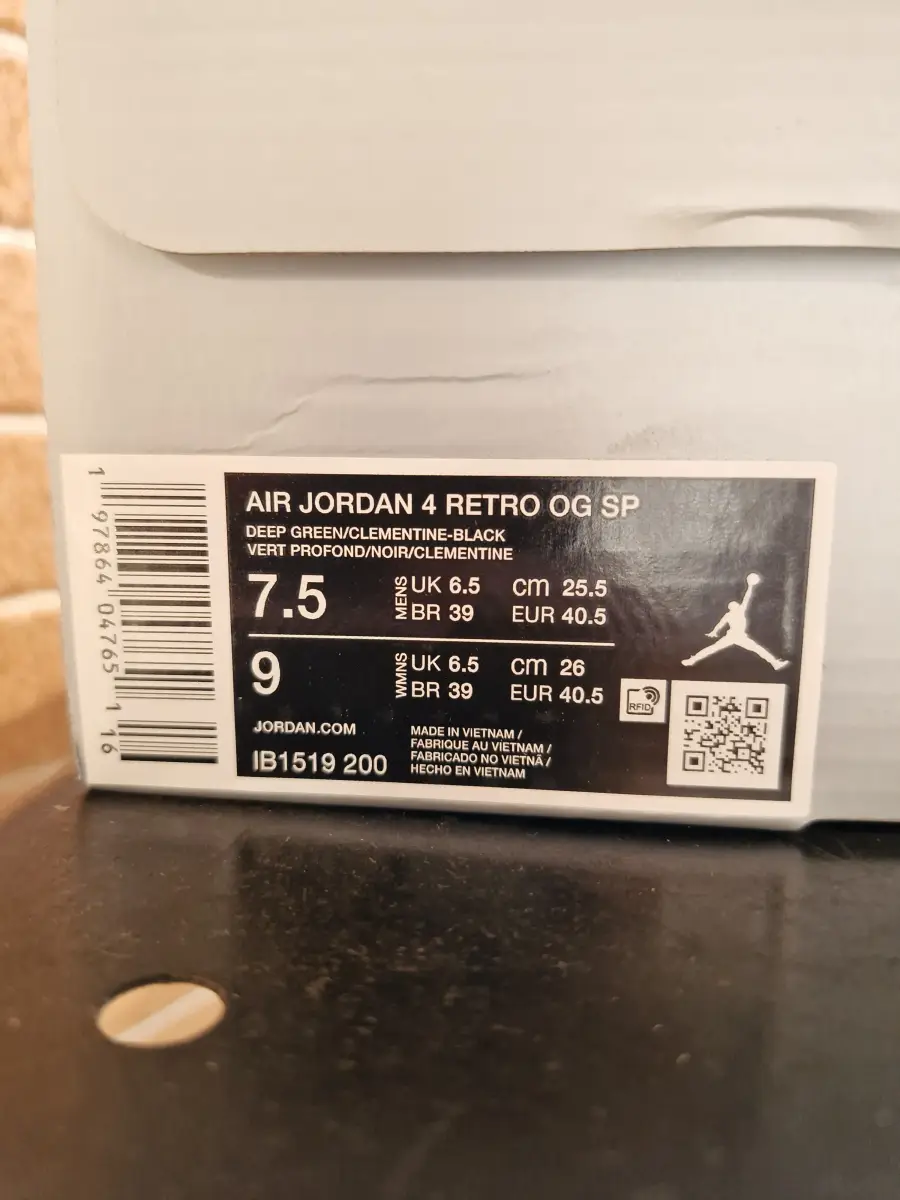 1 97864 04765 1 16
AIR JORDAN 4 RETRO OG SP
DEEP GREEN/CLEMENTINE-BLACK
VERT PROFOND/NOIR/CLEMENTINE
7.5 MENS UK 6.5 cm 25.5
BR 39 EUR 40.5
9 WMNS UK 6.5 cm 26
BR 39 EUR 40.5
RFID
JORDAN.COM
IB1519 200
MADE IN VIETNAM /
FABRIQUE AU VIETNAM /
FABRICADO NO VIETNÃ /
HECHO EN VIETNAM